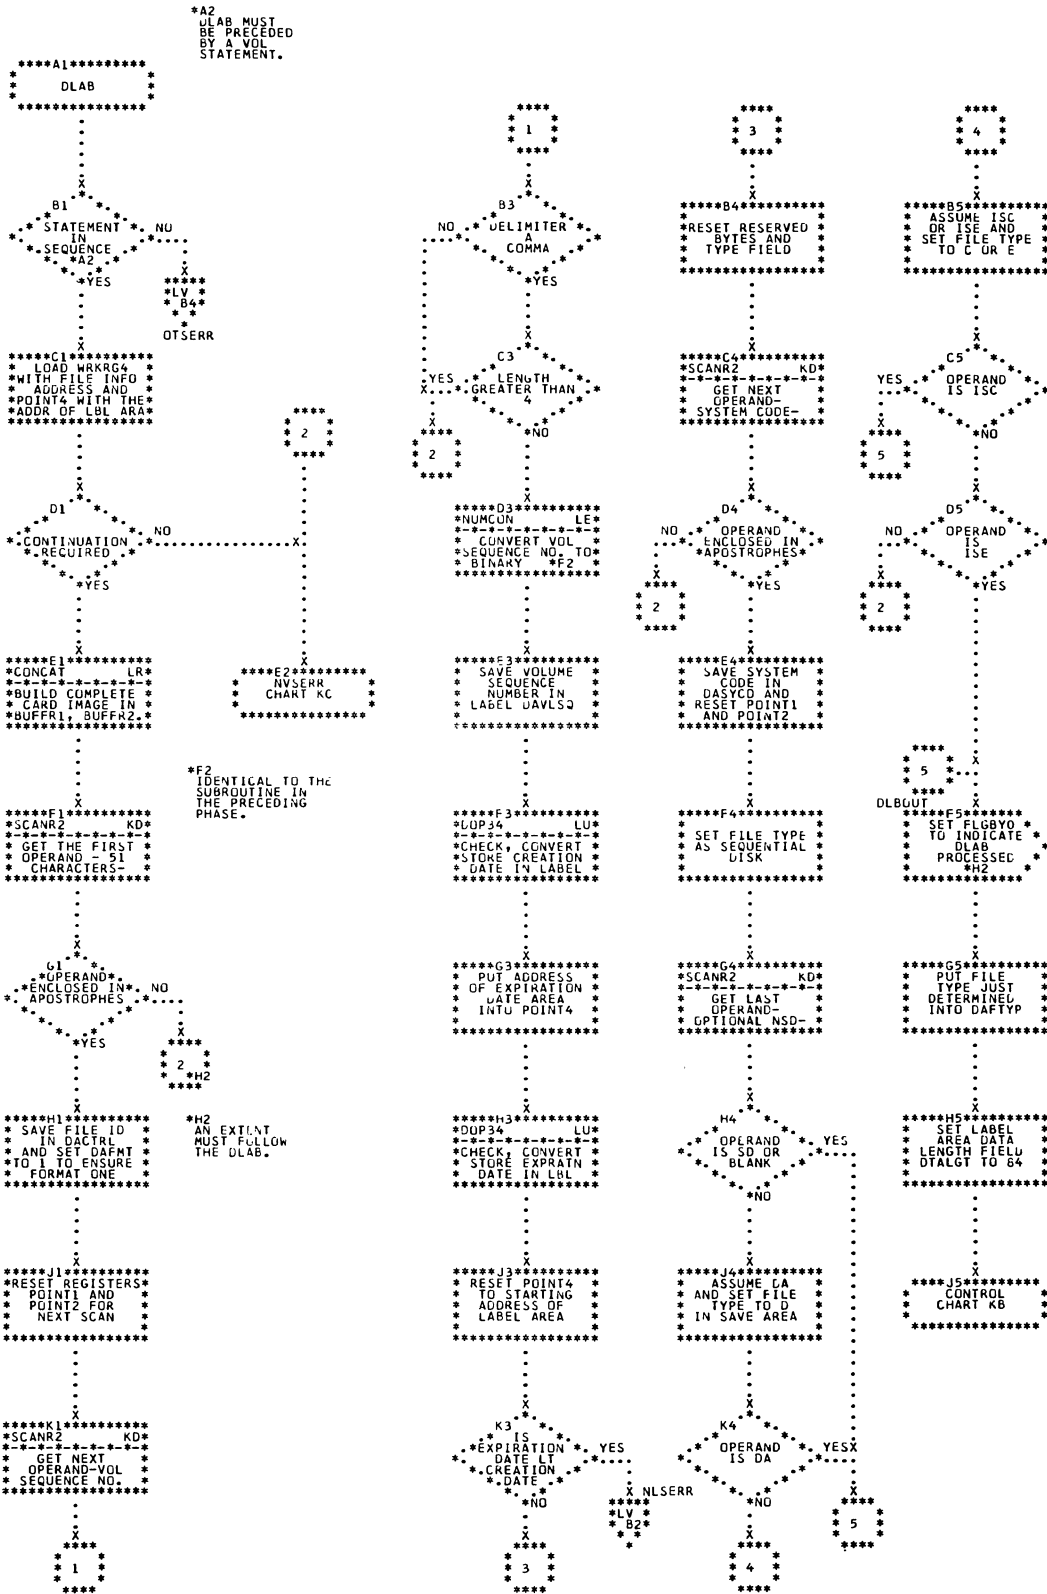 *A2
DLAB MUST
BE PRECEDED
BY A VOL
STATEMENT.
A1
DLAB
B1
STATEMENT
IN
SEQUENCE
*A2
NO
YES
LV
B4
OTSERR
C1
LOAD WRKRG4
WITH FILE INFO
ADDRESS AND
POINT4 WITH THE
ADDR OF LBL ARA
2
D1
CONTINUATION
REQUIRED
NO
YES
E1
CONCAT LR
BUILD COMPLETE
CARD IMAGE IN
BUFFR1, BUFFR2.
E2
NVSERR
CHART KC
*F2
IDENTICAL TO THE
SUBROUTINE IN
THE PRECEDING
PHASE.
F1
SCANR2 KD
GET THE FIRST
OPERAND - 51
CHARACTERS-
G1
OPERAND
ENCLOSED IN
APOSTROPHES
NO
YES
2
*H2
H1
SAVE FILE ID
IN DACTRL
AND SET DAFMT
TO 1 TO ENSURE
FORMAT ONE
*H2
AN EXTENT
MUST FOLLOW
THE DLAB.
J1
RESET REGISTERS
POINT1 AND
POINT2 FOR
NEXT SCAN
K1
SCANR2 KD
GET NEXT
OPERAND-VOL
SEQUENCE NO.
1
1
B3
DELIMITER
A
COMMA
NO
YES
C3
LENGTH
GREATER THAN
4
YES
NO
2
D3
NUMCON LE
CONVERT VOL
SEQUENCE NO. TO
BINARY *F2
E3
SAVE VOLUME
SEQUENCE
NUMBER IN
LABEL DAVLSQ
F3
DOP34 LU
CHECK, CONVERT
STORE CREATION
DATE IN LABEL
G3
PUT ADDRESS
OF EXPIRATION
DATE AREA
INTO POINT4
H3
DOP34 LU
CHECK, CONVERT
STORE EXPRATN
DATE IN LBL
J3
RESET POINT4
TO STARTING
ADDRESS OF
LABEL AREA
K3
IS
EXPIRATION
DATE LT
CREATION
DATE
YES
NO
NLSERR
LV
B2
3
3
B4
RESET RESERVED
BYTES AND
TYPE FIELD
C4
SCANR2 KD
GET NEXT
OPERAND-
SYSTEM CODE-
D4
OPERAND
ENCLOSED IN
APOSTROPHES
NO
YES
2
E4
SAVE SYSTEM
CODE IN
DASYCO AND
RESET POINT1
AND POINT2
F4
SET FILE TYPE
AS SEQUENTIAL
DISK
G4
SCANR2 KD
GET LAST
OPERAND-
OPTIONAL NSD-
H4
OPERAND
IS SD OR
BLANK
YES
NO
J4
ASSUME DA
AND SET FILE
TYPE TO D
IN SAVE AREA
K4
OPERAND
IS DA
YES
NO
5
4
4
B5
ASSUME ISC
OR ISE AND
SET FILE TYPE
TO C OR E
C5
OPERAND
IS ISC
YES
NO
5
D5
OPERAND
IS
ISE
NO
YES
2
5
DLBOUT
F5
SET FLGBYO
TO INDICATE
DLAB
PROCESSED
*H2
G5
PUT FILE
TYPE JUST
DETERMINED
INTO DAFTYP
H5
SET LABEL
AREA DATA
LENGTH FIELD
DTALGT TO 84
J5
CONTROL
CHART KB